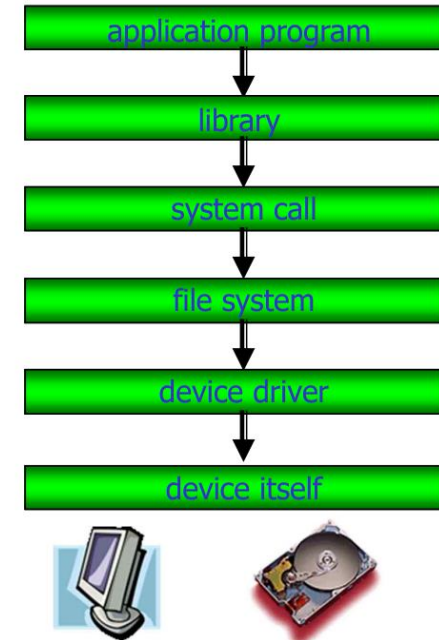 application program
library
system call
file system
device driver
device itself